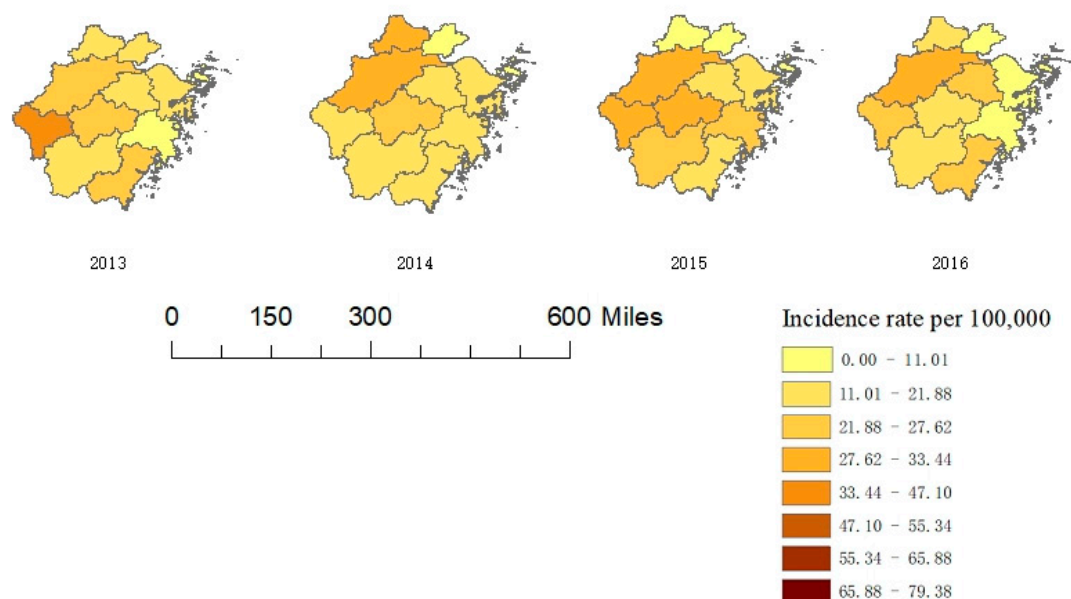 2013 2014 2015 2016
0 150 300 600 Miles
Incidence rate per 100,000
0.00 - 11.01
11.01 - 21.88
21.88 - 27.62
27.62 - 33.44
33.44 - 47.10
47.10 - 55.34
55.34 - 65.88
65.88 - 79.38